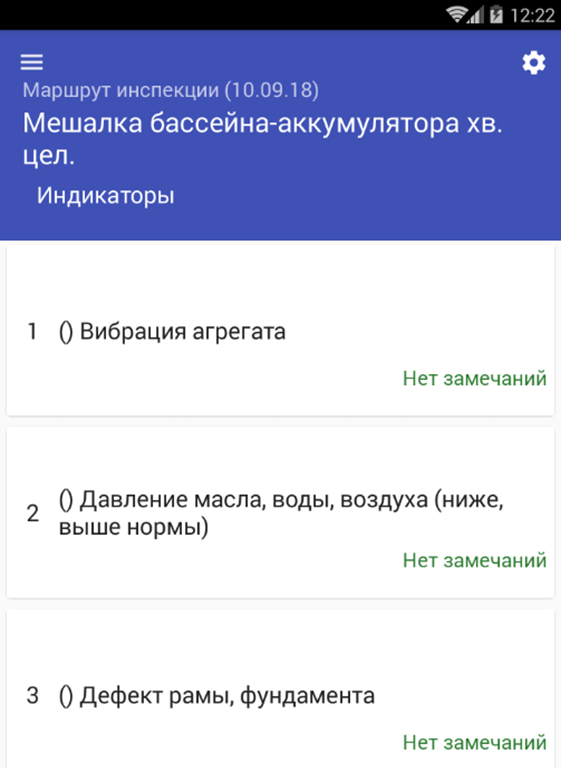 12:22
Маршрут инспекции (10.09.18)
Мешалка бассейна-аккумулятора хв.
цел.
Индикаторы
1 () Вибрация агрегата
Нет замечаний
2 () Давление масла, воды, воздуха (ниже,
выше нормы)
Нет замечаний
3 () Дефект рамы, фундамента
Нет замечаний